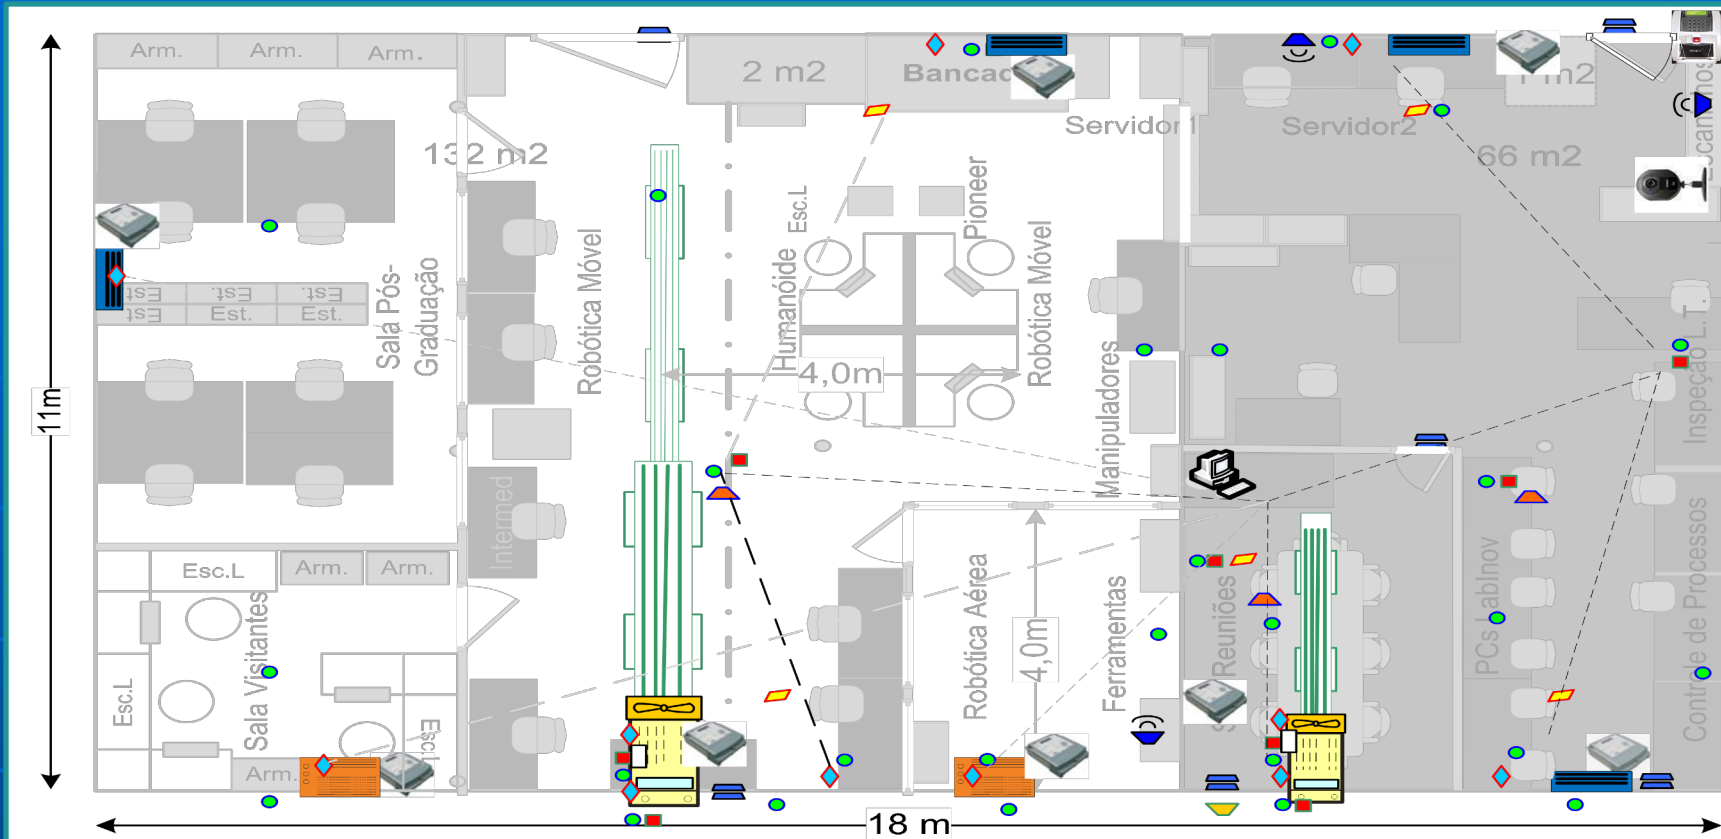 Arm.
Arm.
Arm.
2 m2
Bancad
m2
Escaninhos
132 m2
Servidor1
Servidor2
66 m2
Esc.L
Pioneer
Robótica Móvel
Humanóide
Robótica Móvel
Sala Pós-
Graduação
Est.
Est.
Est.
Est.
Est.
Est.
4,0m
11m
Manipuladores
Inspeção L.T.
Intermed
Esc.L
Arm.
Arm.
Robótica Aérea
4,0m
Ferramentas
Reuniões
PCs LabInov
Controle de Processos
Sala Visitantes
Esc.L
Esc.L
Arm.
18 m